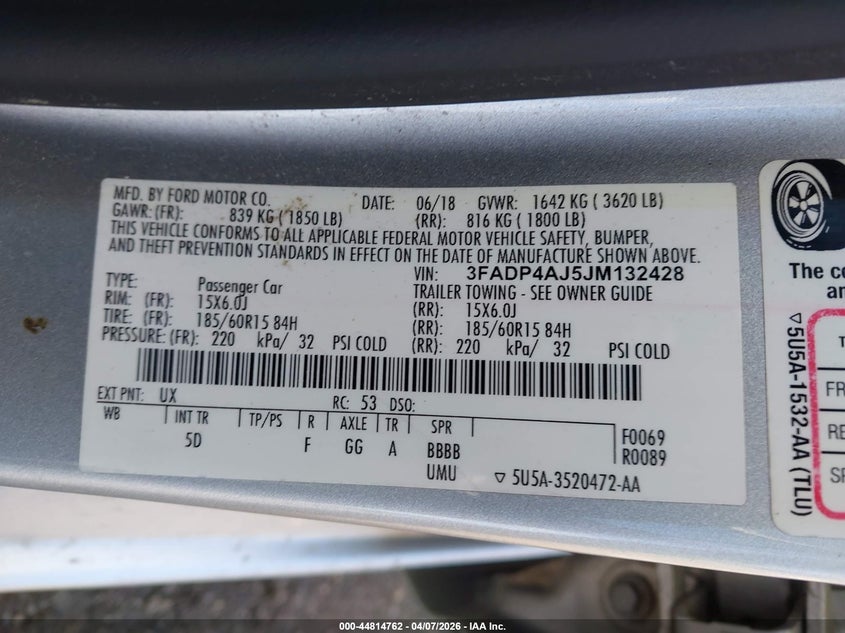 MFD. BY FORD MOTOR CO. DATE: 06/18 GVWR: 1642 KG ( 3620 LB)
GAWR: (FR): 839 KG ( 1850 LB) (RR): 816 KG ( 1800 LB)
THIS VEHICLE CONFORMS TO ALL APPLICABLE FEDERAL MOTOR VEHICLE SAFETY, BUMPER,
AND THEFT PREVENTION STANDARDS IN EFFECT ON THE DATE OF MANUFACTURE SHOWN ABOVE.
VIN: 3FADP4AJ5JM132428
TYPE: Passenger Car TRAILER TOWING - SEE OWNER GUIDE
RIM: (FR): 15X6.0J (RR): 15X6.0J
TIRE: (FR): 185/60R15 84H (RR): 185/60R15 84H
PRESSURE: (FR): 220 kPa/ 32 PSI COLD (RR): 220 kPa/ 32 PSI COLD
EXT PNT: UX RC: 53 DSO:
WB INT TR TP/PS R AXLE TR SPR
5D F GG A BBBB
UMU
F0069
R0089
▽ 5U5A-3520472-AA
The co
an
▽5U5A-1532-AA (TLU)
T
FR
RE
SP
000-44814762 - 04/07/2026 - IAA Inc.